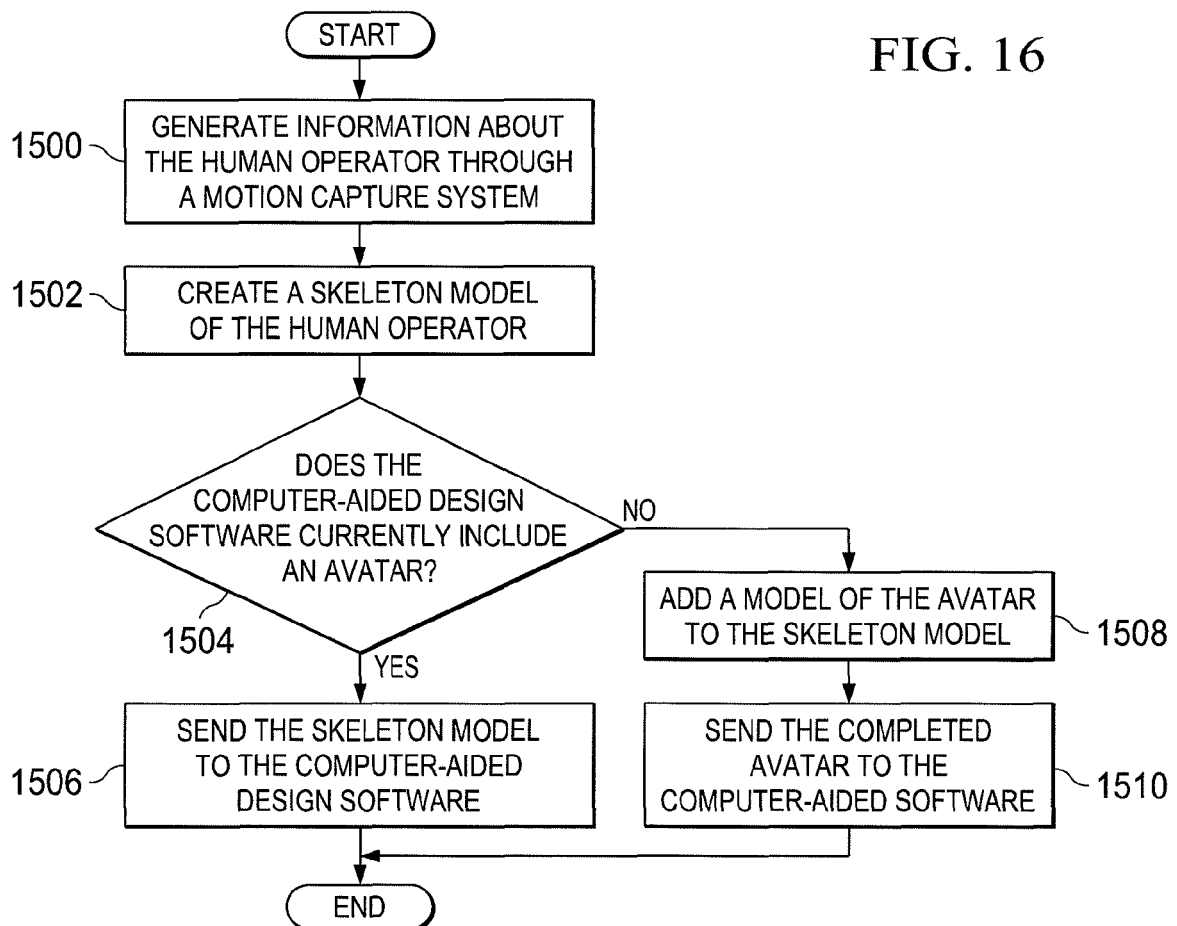 START
FIG. 16
1500
GENERATE INFORMATION ABOUT
THE HUMAN OPERATOR THROUGH
A MOTION CAPTURE SYSTEM
1502
CREATE A SKELETON MODEL
OF THE HUMAN OPERATOR
DOES THE
COMPUTER-AIDED DESIGN
SOFTWARE CURRENTLY INCLUDE
AN AVATAR?
1504
NO
YES
ADD A MODEL OF THE AVATAR
TO THE SKELETON MODEL
1508
1506
SEND THE SKELETON MODEL
TO THE COMPUTER-AIDED
DESIGN SOFTWARE
SEND THE COMPLETED
AVATAR TO THE
COMPUTER-AIDED SOFTWARE
1510
END